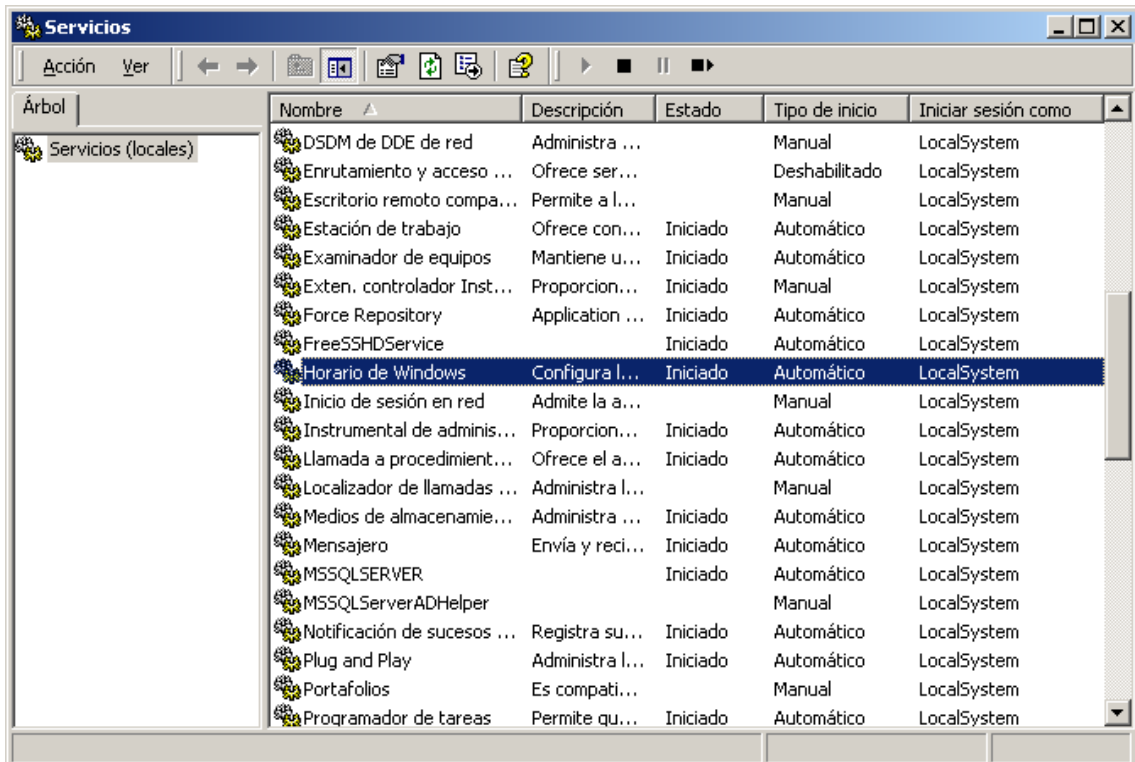 Servicios
Acción Ver
Árbol
Servicios (locales)
Nombre Descripción Estado Tipo de inicio Iniciar sesión como
DSDM de DDE de red Administra ... Manual LocalSystem
Enrutamiento y acceso ... Ofrece ser... Deshabilitado LocalSystem
Escritorio remoto compa... Permite a l... Manual LocalSystem
Estación de trabajo Ofrece con... Iniciado Automático LocalSystem
Examinador de equipos Mantiene u... Iniciado Automático LocalSystem
Exten. controlador Inst... Proporcion... Iniciado Manual LocalSystem
Force Repository Application ... Iniciado Automático LocalSystem
FreeSSHDService Iniciado Automático LocalSystem
Horario de Windows Configura l... Iniciado Automático LocalSystem
Inicio de sesión en red Admite la a... Manual LocalSystem
Instrumental de adminis... Proporcion... Iniciado Automático LocalSystem
Llamada a procedimient... Ofrece el a... Iniciado Automático LocalSystem
Localizador de llamadas ... Administra l... Manual LocalSystem
Medios de almacenamie... Administra ... Iniciado Automático LocalSystem
Mensajero Envía y reci... Iniciado Automático LocalSystem
MSSQLSERVER Iniciado Automático LocalSystem
MSSQLServerADHelper Manual LocalSystem
Notificación de sucesos ... Registra su... Iniciado Automático LocalSystem
Plug and Play Administra l... Iniciado Automático LocalSystem
Portafolios Es compati... Manual LocalSystem
Programador de tareas Permite qu... Iniciado Automático LocalSystem